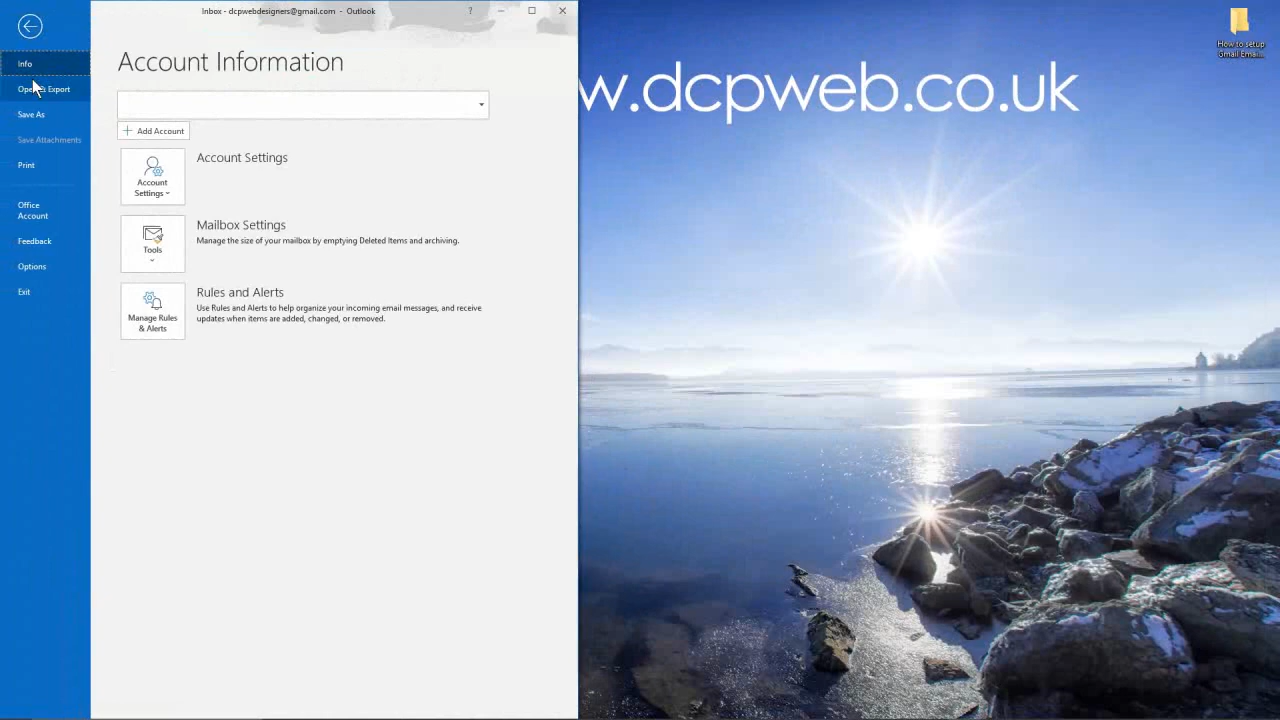 Inbox - dcpwebdesigners@gmail.com - Outlook
?
Info
Open & Export
Save As
Save Attachments
Print
Office
Account
Feedback
Options
Exit
Account Information
Add Account
Account
Settings
Account Settings
Tools
Mailbox Settings
Manage the size of your mailbox by emptying Deleted Items and archiving.
Manage Rules
& Alerts
Rules and Alerts
Use Rules and Alerts to help organize your incoming email messages, and receive
updates when items are added, changed, or removed.
w.dcpweb.co.uk
How to setup
Gmail Emai...